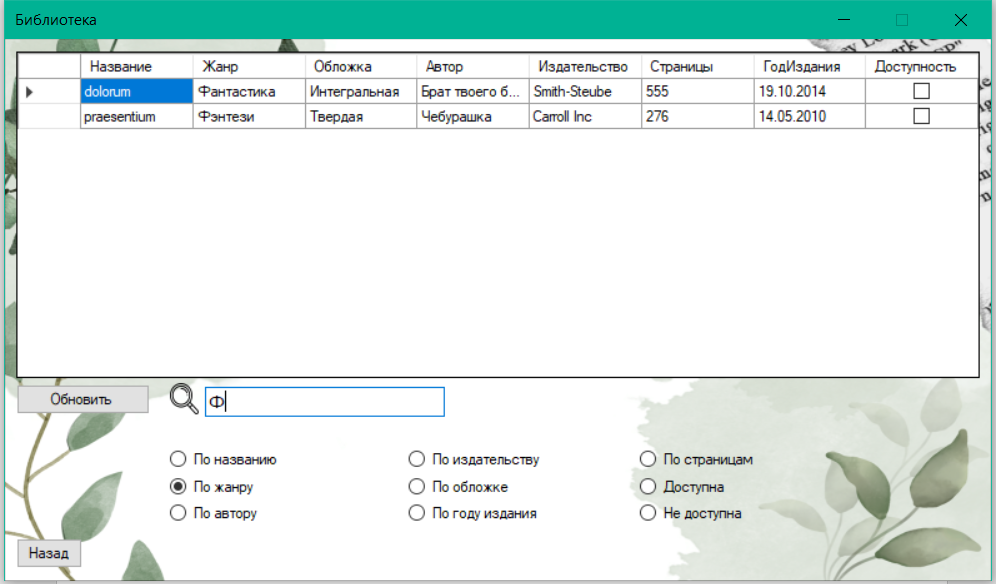 Библиотека
Название Жанр Обложка Автор Издательство Страницы ГодИздания Доступность
dolorum Фантастика Интегральная Брат твоего б... Smith-Steube 555 19.10.2014
praesentium Фэнтези Твердая Чебурашка Carroll Inc 276 14.05.2010
Обновить Ф
По названию По издательству По страницам
По жанру По обложке Доступна
По автору По году издания Не доступна
Назад